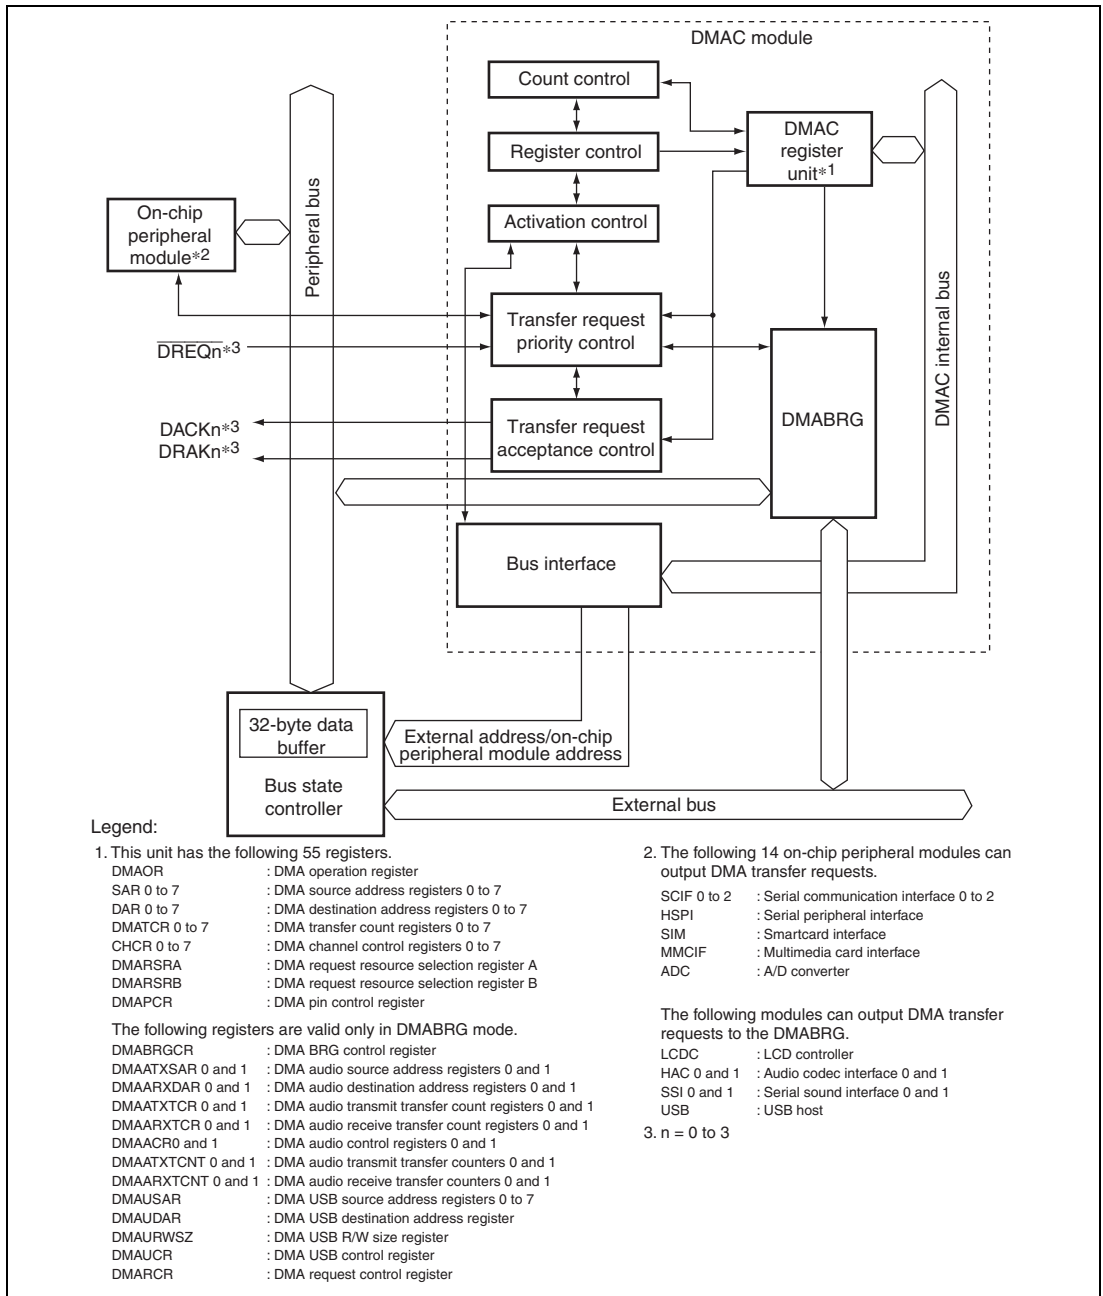 DMAC module
Count control
Register control
Activation control
DMAC
register
unit*1
On-chip
peripheral
module*2
Peripheral bus
DMAC internal bus
Transfer request
priority control
DREQn*3
DMABRG
Transfer request
acceptance control
DACKn*3
DRAKn*3
Bus interface
32-byte data
buffer
Bus state
controller
External address/on-chip
peripheral module address
External bus
Legend:
1. This unit has the following 55 registers.
DMAOR : DMA operation register
SAR 0 to 7 : DMA source address registers 0 to 7
DAR 0 to 7 : DMA destination address registers 0 to 7
DMATCR 0 to 7 : DMA transfer count registers 0 to 7
CHCR 0 to 7 : DMA channel control registers 0 to 7
DMARSRA : DMA request resource selection register A
DMARSRB : DMA request resource selection register B
DMAPCR : DMA pin control register
The following registers are valid only in DMABRG mode.
DMABRGCR : DMA BRG control register
DMAATXSAR 0 and 1 : DMA audio source address registers 0 and 1
DMAARXDAR 0 and 1 : DMA audio destination address registers 0 and 1
DMAATXTCR 0 and 1 : DMA audio transmit transfer count registers 0 and 1
DMAARXTCR 0 and 1 : DMA audio receive transfer count registers 0 and 1
DMAACR0 and 1 : DMA audio control registers 0 and 1
DMAATXTCNT 0 and 1 : DMA audio transmit transfer counters 0 and 1
DMAARXTCNT 0 and 1 : DMA audio receive transfer counters 0 and 1
DMAUSAR : DMA USB source address registers 0 to 7
DMAUDAR : DMA USB destination address register
DMAURWSZ : DMA USB R/W size register
DMAUCR : DMA USB control register
DMARCR : DMA request control register
2. The following 14 on-chip peripheral modules can
output DMA transfer requests.
SCIF 0 to 2 : Serial communication interface 0 to 2
HSPI : Serial peripheral interface
SIM : Smartcard interface
MMCIF : Multimedia card interface
ADC : A/D converter
The following modules can output DMA transfer
requests to the DMABRG.
LCDC : LCD controller
HAC 0 and 1 : Audio codec interface 0 and 1
SSI 0 and 1 : Serial sound interface 0 and 1
USB : USB host
3. n = 0 to 3